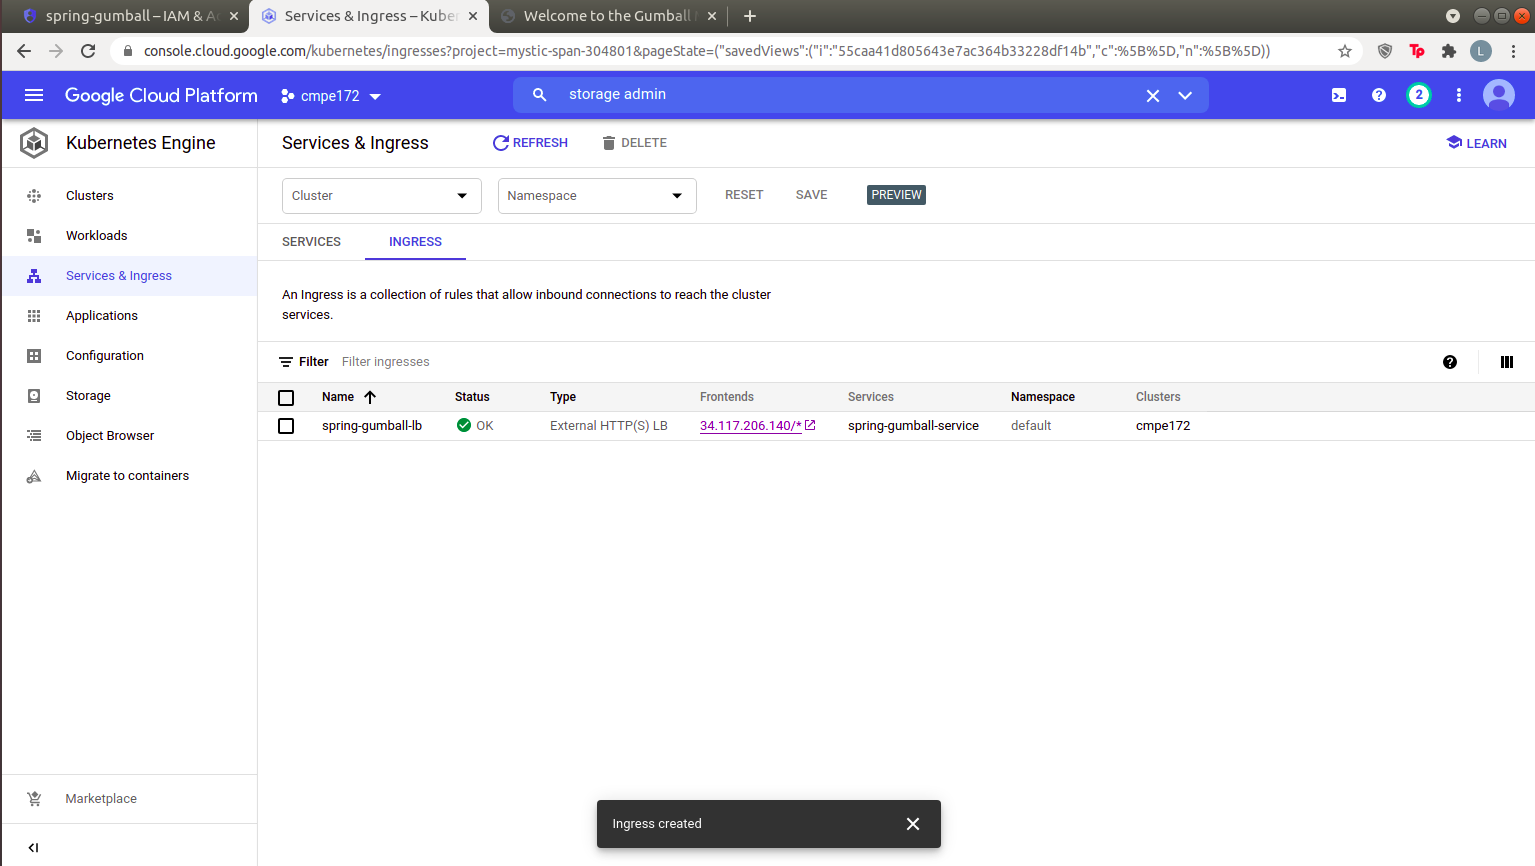 spring-gumball – IAM & A
Services & Ingress – Kuber
Welcome to the Gumball
console.cloud.google.com/kubernetes/ingresses?project=mystic-span-304801&pageState=("savedViews":("i":"55caa41d805643e7ac364b33228df14b","c":%5B%5D,"n":%5B%5D))
Tp
L
Google Cloud Platform
cmpe172
storage admin
2
Kubernetes Engine
Services & Ingress
REFRESH
DELETE
LEARN
Clusters
Workloads
Services & Ingress
Applications
Configuration
Storage
Object Browser
Migrate to containers
Marketplace
Cluster
Namespace
RESET
SAVE
PREVIEW
SERVICES
INGRESS
An Ingress is a collection of rules that allow inbound connections to reach the cluster
services.
Filter Filter ingresses
Name Status Type Frontends Services Namespace Clusters
spring-gumball-lb OK External HTTP(S) LB 34.117.206.140/* spring-gumball-service default cmpe172
Ingress created